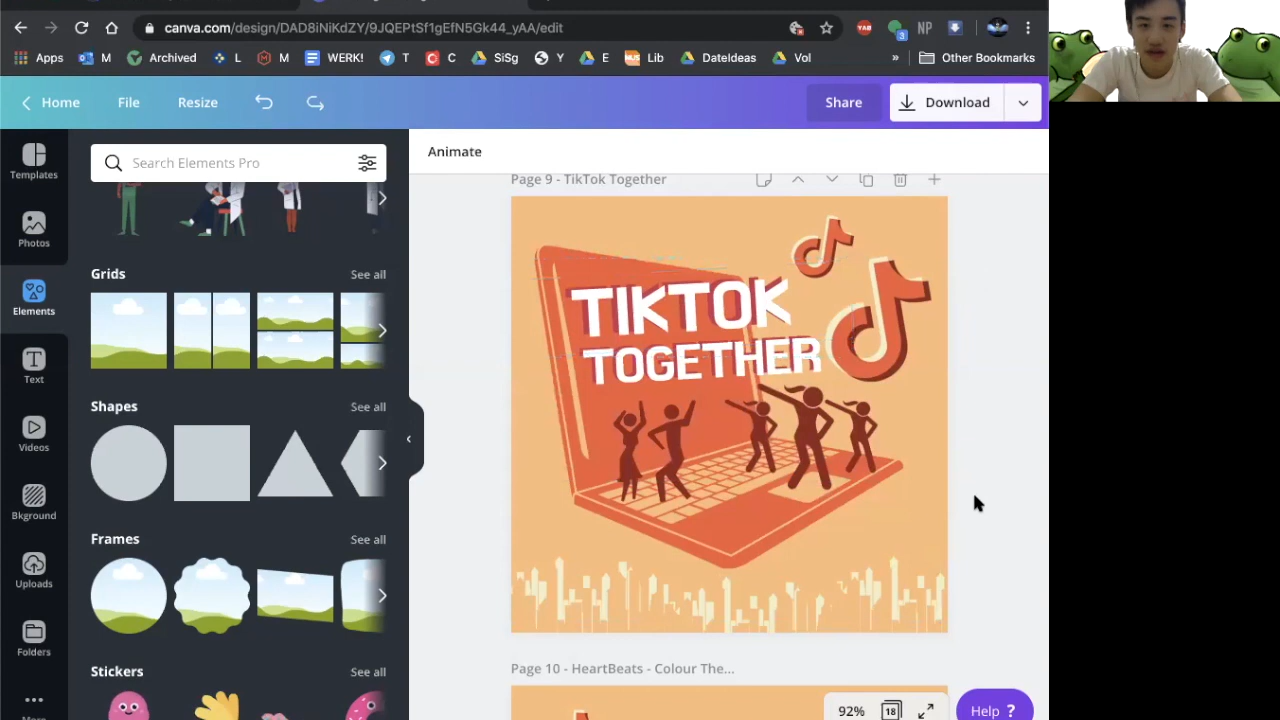 canva.com/design/DAD8iNiKdZY/9JQEPtSf1gEfN5Gk44_yAA/edit
YAB
3
NP
Apps
M
Archived
L
M
WERK!
T
C
SiSg
Y
E
Lib
DateIdeas
Vol
»
Other Bookmarks
Home
File
Resize
Share
Download
Templates
Photos
Elements
Text
Videos
Bkground
Uploads
Folders
Search Elements Pro
Grids
See all
Shapes
See all
Frames
See all
Stickers
See all
Animate
Page 9 - TikTok Together
TIKTOK
TOGETHER
Page 10 - HeartBeats - Colour The...
92%
18
Help ?